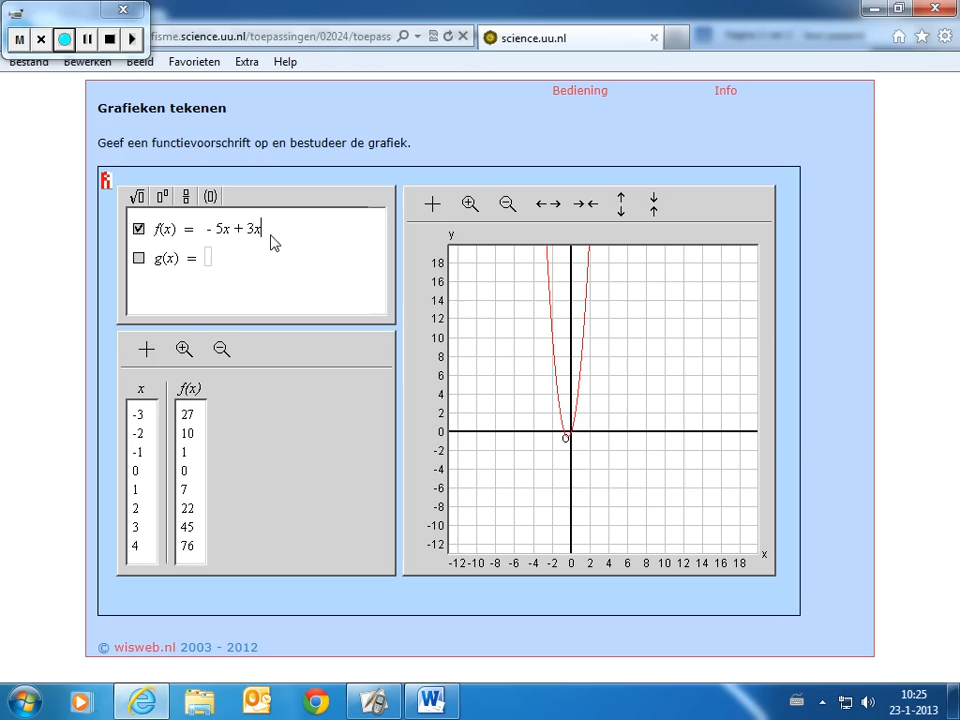 M
fisme.science.uu.nl/toepassingen/02024/toepass
science.uu.nl
Bestand Bewerken Beeld Favorieten Extra Help
Bediening Info
Grafieken tekenen
Geef een functievoorschrift op en bestudeer de grafiek.
f(x) = - 5x + 3x
g(x) =
x f(x)
-3 27
-2 10
-1 1
0 0
1 7
2 22
3 45
4 76
y
18
16
14
12
10
8
6
4
2
0
-2
-4
-6
-8
-10
-12
O
x
-12 -10 -8 -6 -4 -2 0 2 4 6 8 10 12 14 16 18
© wisweb.nl 2003 - 2012
10:25
23-1-2013